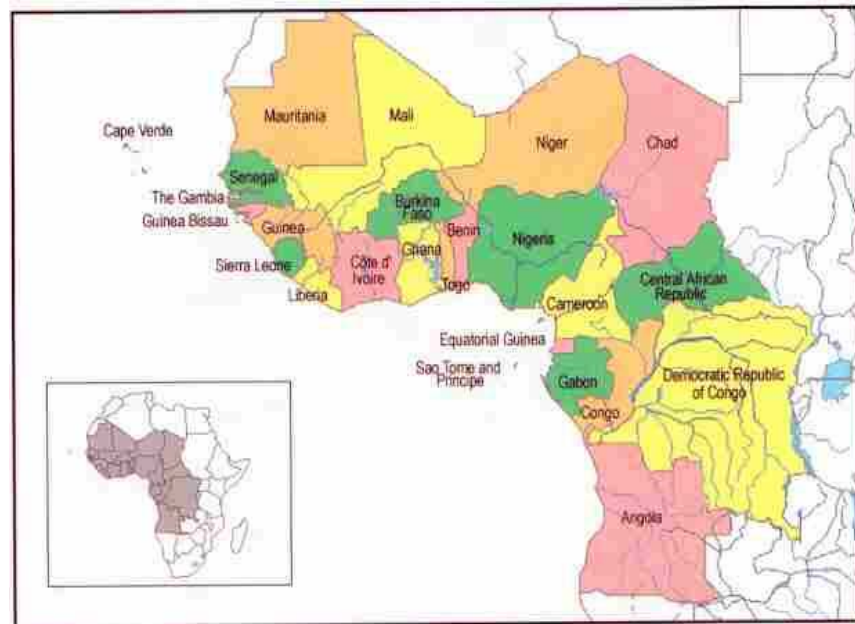 Mauritania
Mali
Niger
Chad
Cape Verde
Senegal
The Gambia
Guinea Bissau
Guinea
Sierra Leone
Liberia
Côte d'
Ivoire
Burkina
Faso
Ghana
Togo
Benin
Nigeria
Cameroon
Central African
Republic
Equatorial Guinea
Sao Tome and
Principe
Gabon
Congo
Democratic Republic
of Congo
Angola